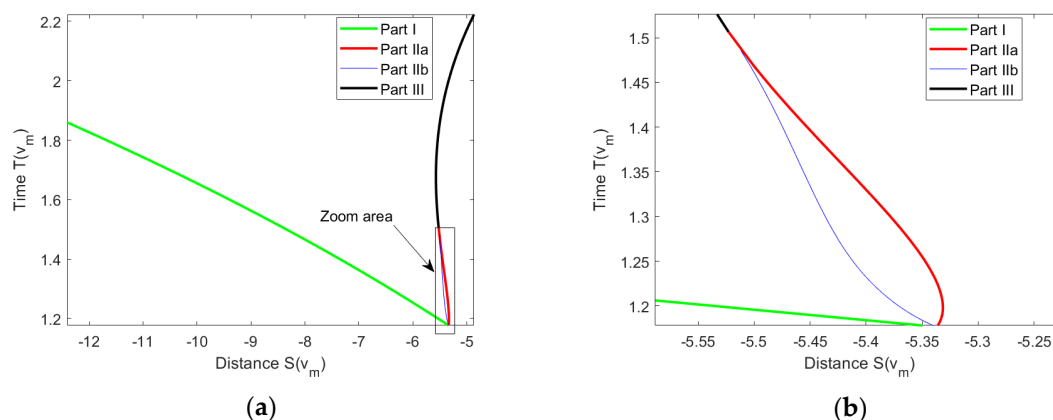 2.2
2
1.8
1.6
1.4
1.2
Time T(v_m)
Part I
Part IIa
Part IIb
Part III
Zoom area
-12 -11 -10 -9 -8 -7 -6 -5
Distance S(v_m)
(a)
1.5
1.45
1.4
1.35
1.3
1.25
1.2
Time T(v_m)
Part I
Part IIa
Part IIb
Part III
-5.55 -5.5 -5.45 -5.4 -5.35 -5.3 -5.25
Distance S(v_m)
(b)